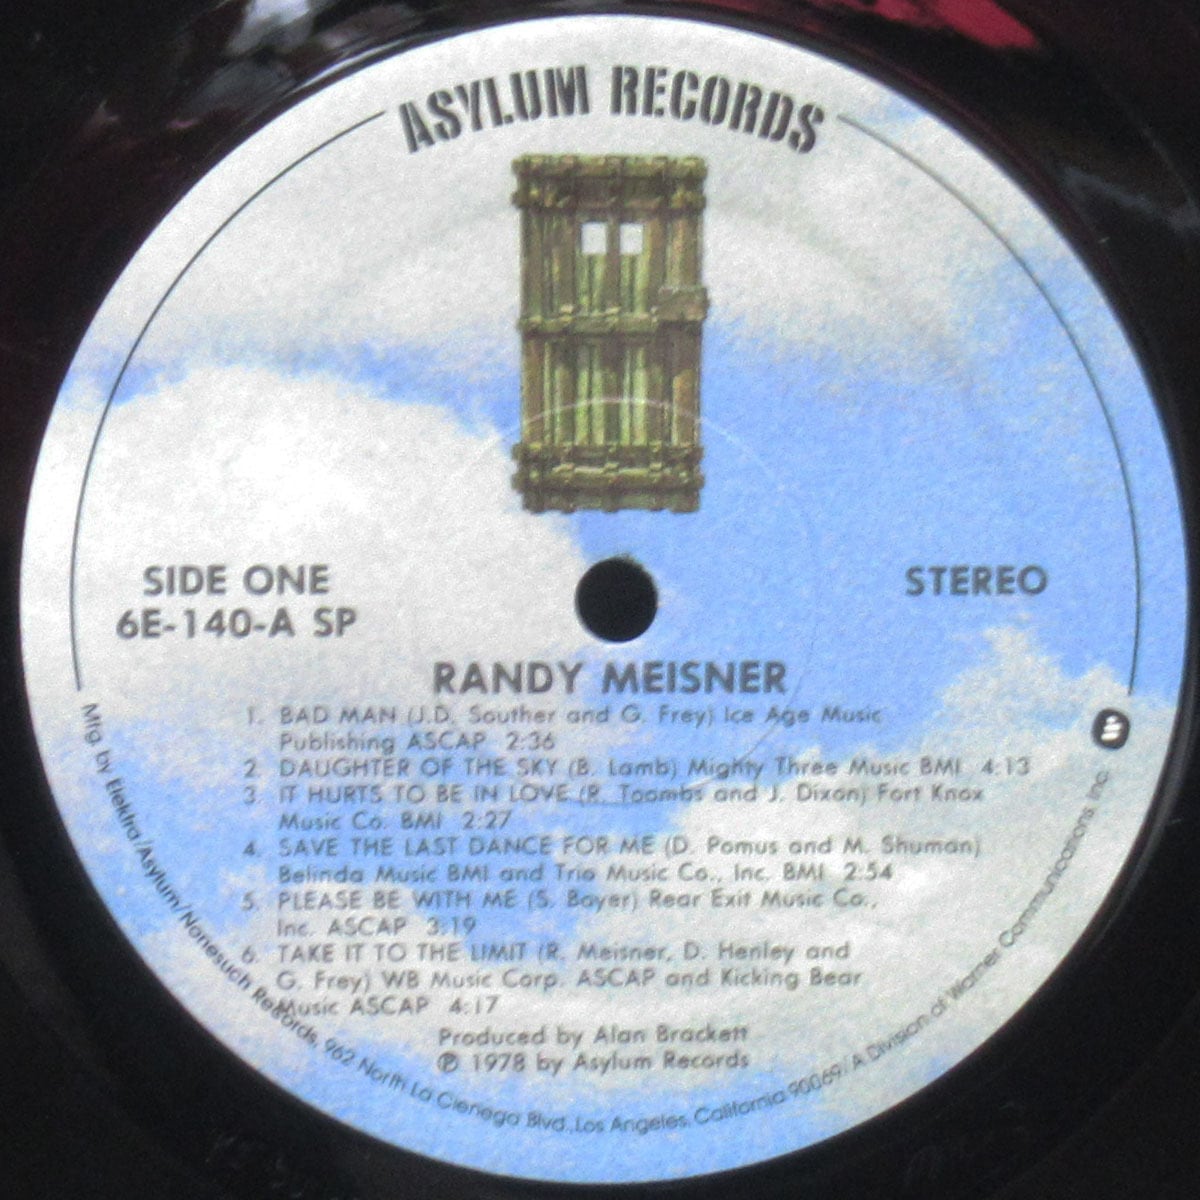 ASYLUM RECORDS
SIDE ONE
6E-140-A SP
STEREO
RANDY MEISNER
1. BAD MAN (J.D. Souther and G. Frey) Ice Age Music
Publishing ASCAP 2:36
2. DAUGHTER OF THE SKY (B. Lamb) Mighty Three Music BMI 4:13
3. IT HURTS TO BE IN LOVE (R. Toombs and J. Dixon) Fort Knox
Music Co. BMI 2:27
4. SAVE THE LAST DANCE FOR ME (D. Pomus and M. Shuman)
Belinda Music BMI and Trio Music Co., Inc. BMI 2:54
5. PLEASE BE WITH ME (S. Boyer) Rear Exit Music Co.,
Inc. ASCAP 3:19
6. TAKE IT TO THE LIMIT (R. Meisner, D. Henley and
G. Frey) WB Music Corp. ASCAP and Kicking Bear
Music ASCAP 4:17
Produced by Alan Brackett
℗ 1978 by Asylum Records
Mfg. by Elektra/Asylum/Nonesuch Records, 962 North La Cienega Blvd., Los Angeles, California 90069/A Division of Warner Communications Inc.